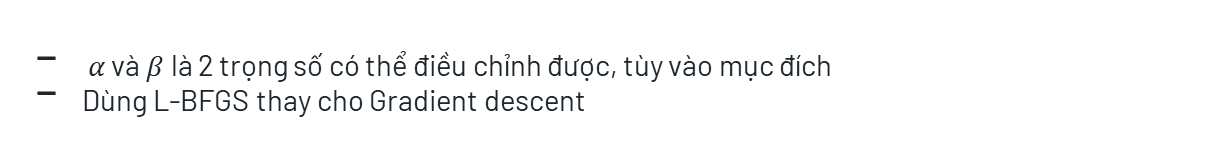 – α và β là 2 trọng số có thể điều chỉnh được, tùy vào mục đích
– Dùng L-BFGS thay cho Gradient descent